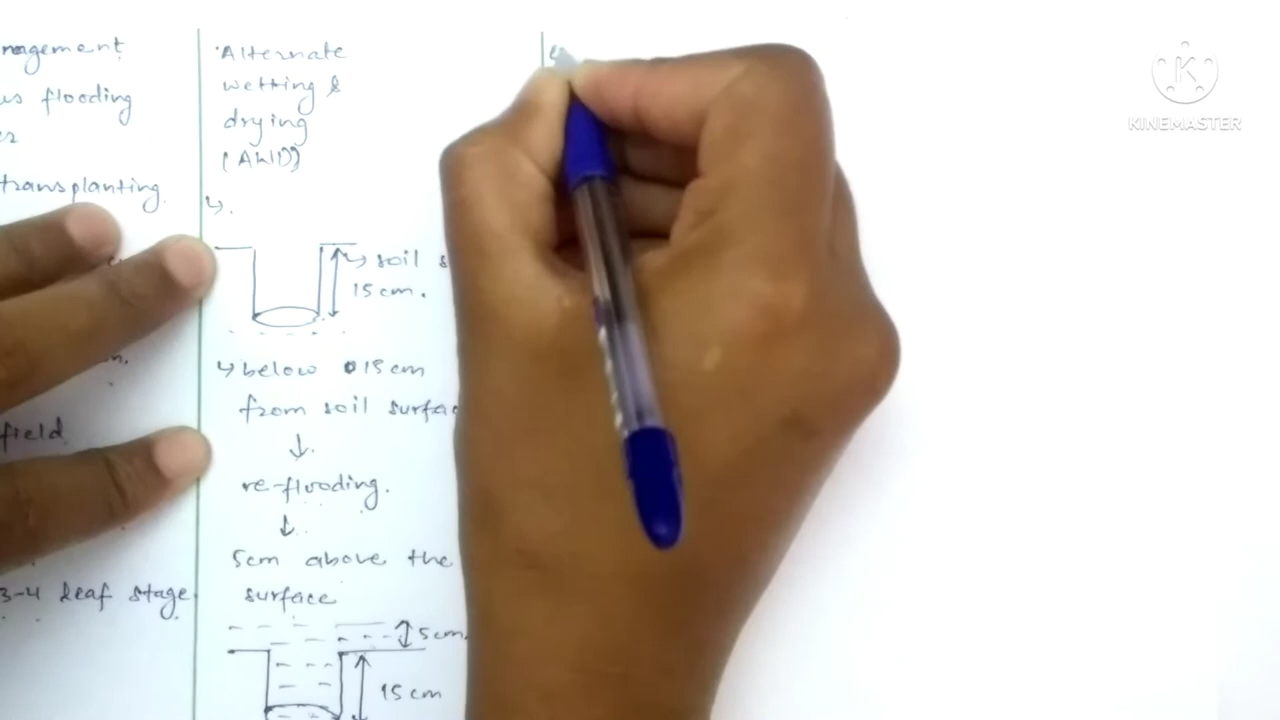 nagement
us flooding
transplanting.
field
3-4 leaf stage.
Alternate
wetting &
drying
(AWD)
soil s
15 cm.
below 15 cm
from soil surfac
re-flooding.
5cm above the
surface
5cm.
15 cm
KINEMASTER